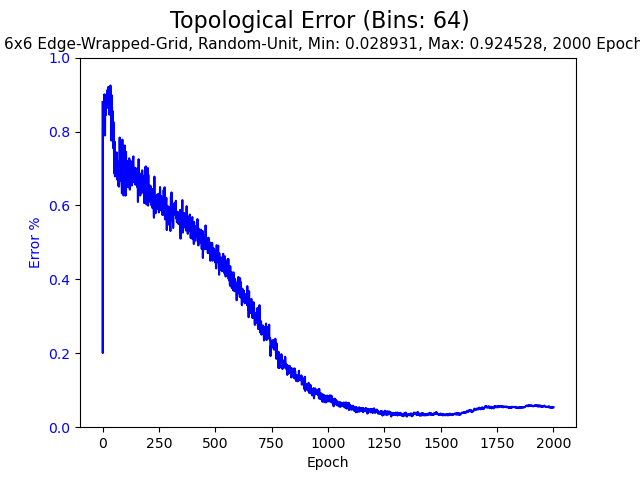 Topological Error (Bins: 64)
6x6 Edge-Wrapped-Grid, Random-Unit, Min: 0.028931, Max: 0.924528, 2000 Epoch
1.0
0.8
0.6
0.4
0.2
0.0
Error %
0 250 500 750 1000 1250 1500 1750 2000
Epoch